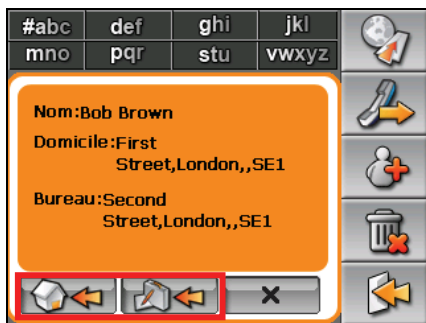 #abc def ghi jkl
mno pqr stu vwxyz
Nom:Bob Brown
Domicile:First
Street,London,,SE1
Bureau:Second
Street,London,,SE1